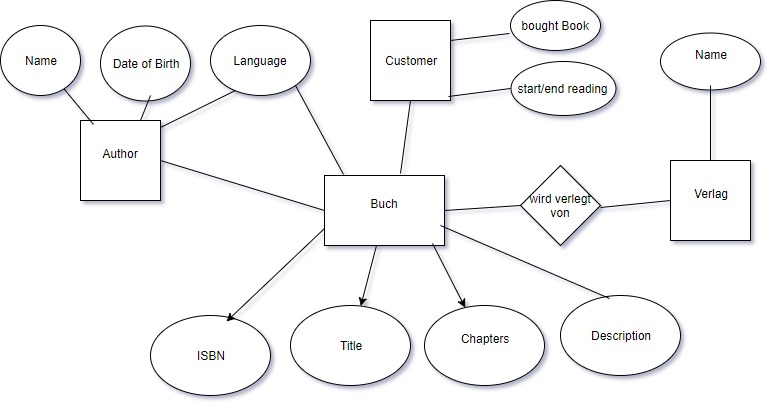 Name
Date of Birth
Language
Customer
bought Book
start/end reading
Name
Author
Buch
wird verlegt
von
Verlag
ISBN
Title
Chapters
Description